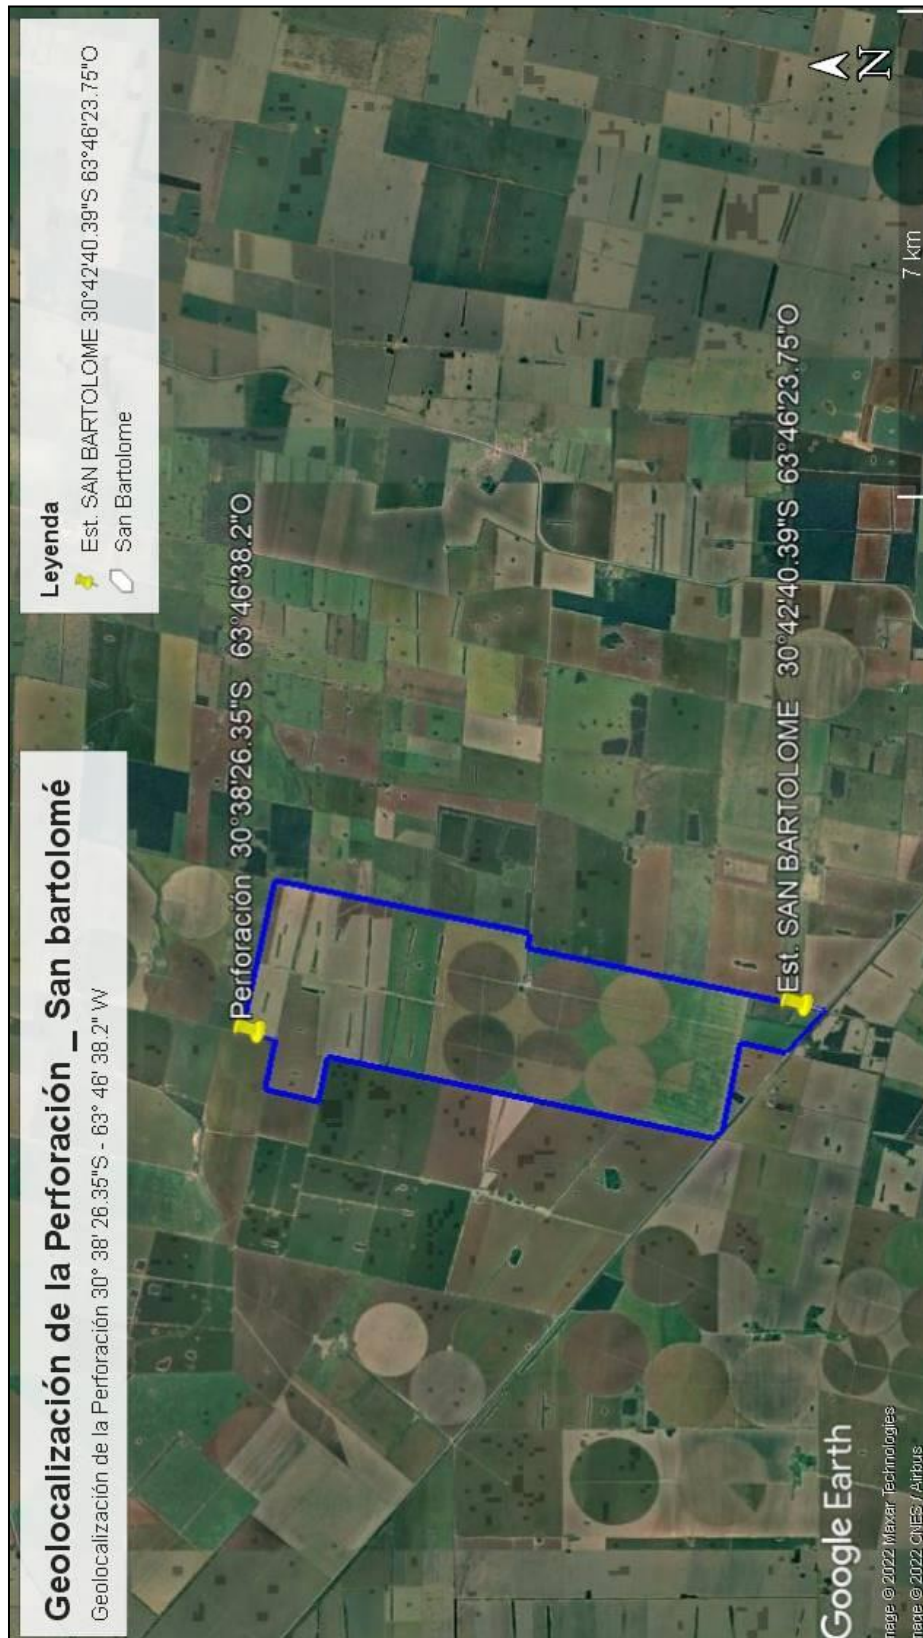 Geolocalización de la Perforación _ San bartolomé
Geolocalización de la Perforación 30° 38' 26.35"S - 63° 46' 38.2" W
Leyenda
Est. SAN BARTOLOME 30°42'40.39"S 63°46'23.75"O
San Bartolome
Perforación 30°38'26.35"S 63°46'38.2"O
Est. SAN BARTOLOME 30°42'40.39"S 63°46'23.75"O
Google Earth
mage © 2022 Maxar Technologies
mage © 2022 CNES / Airbus
7 km
N